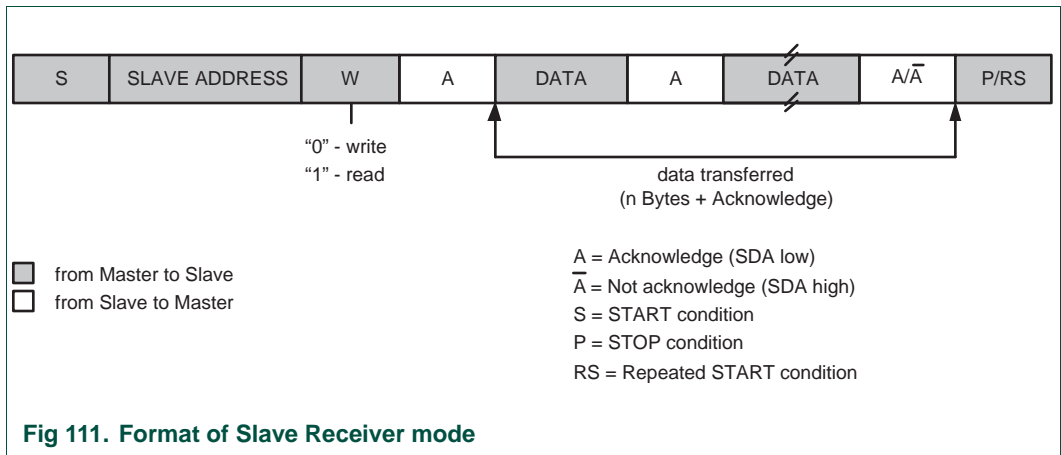 S SLAVE ADDRESS W A DATA A DATA A/A̅ P/RS
“0” - write
“1” - read
data transferred
(n Bytes + Acknowledge)
from Master to Slave
from Slave to Master
A = Acknowledge (SDA low)
A̅ = Not acknowledge (SDA high)
S = START condition
P = STOP condition
RS = Repeated START condition
Fig 111. Format of Slave Receiver mode